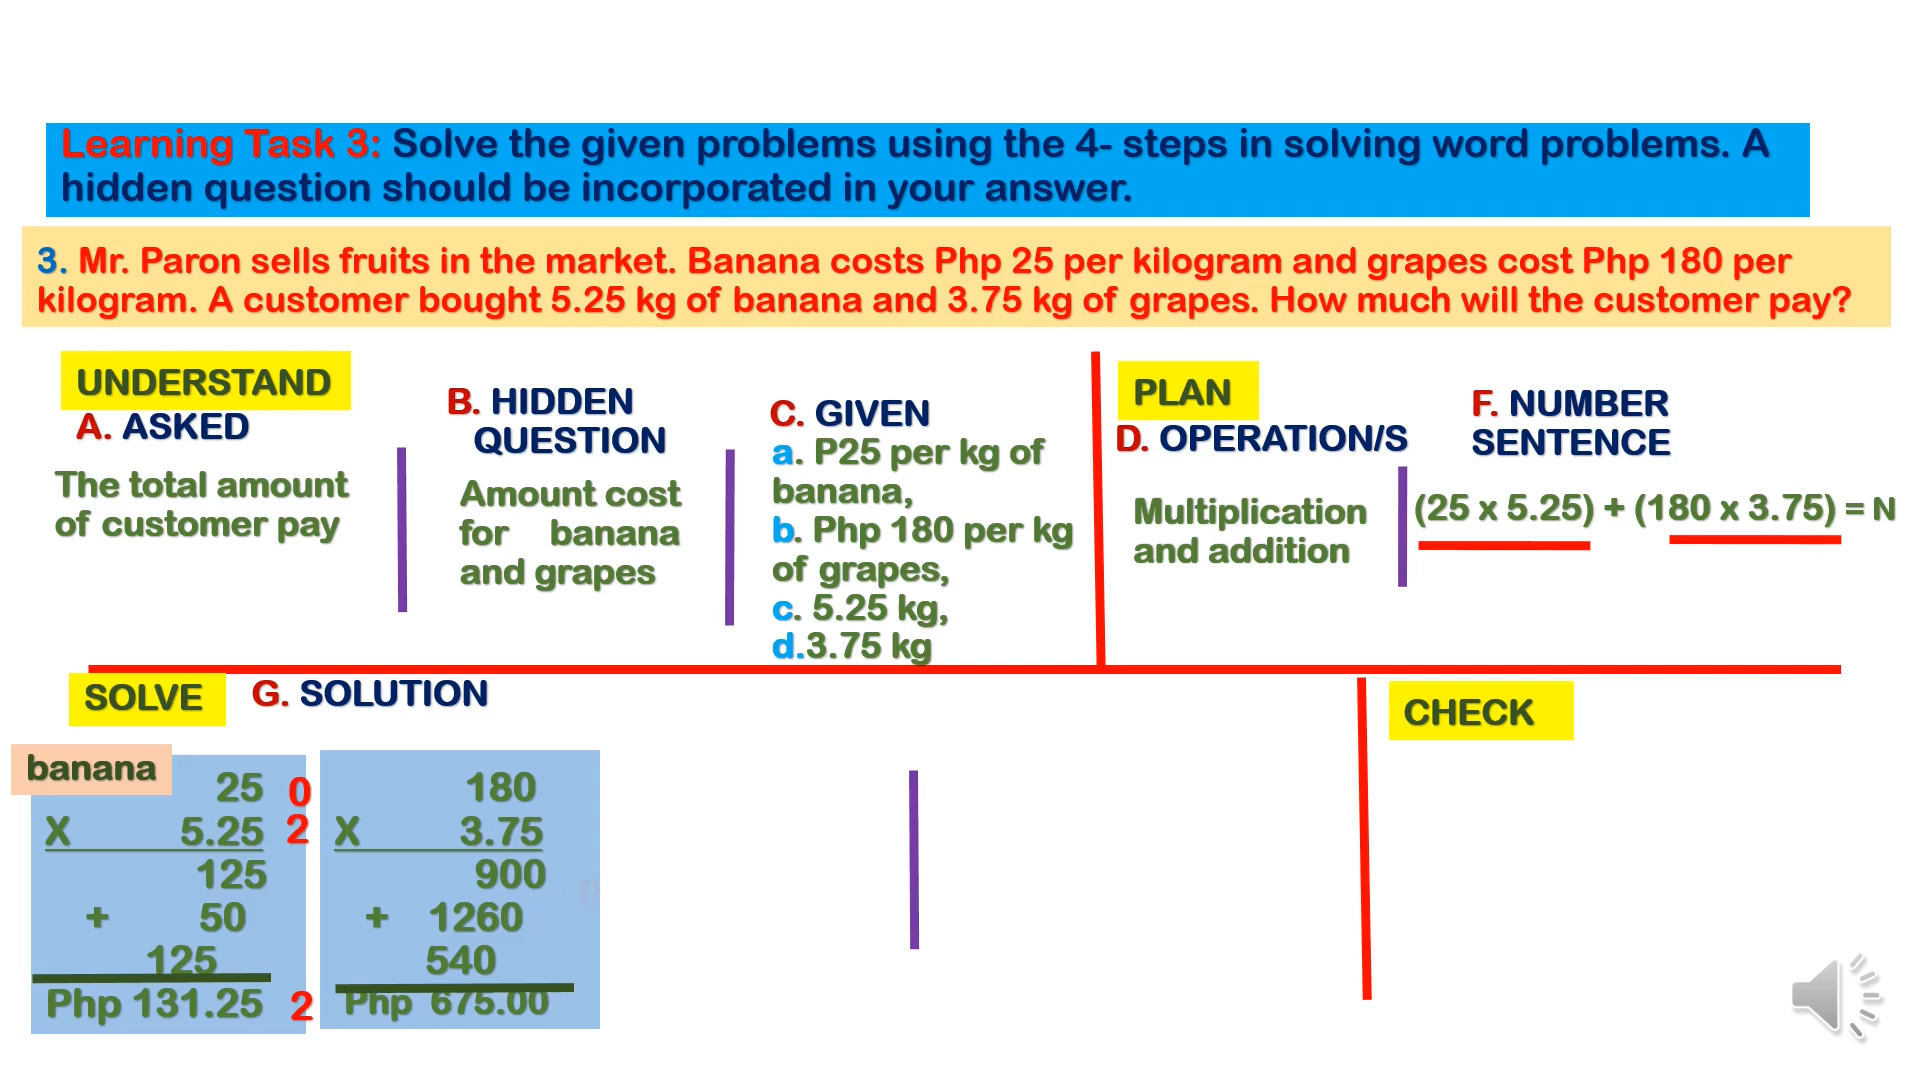 Learning Task 3: Solve the given problems using the 4- steps in solving word problems. A
hidden question should be incorporated in your answer.
3. Mr. Paron sells fruits in the market. Banana costs Php 25 per kilogram and grapes cost Php 180 per
kilogram. A customer bought 5.25 kg of banana and 3.75 kg of grapes. How much will the customer pay?
UNDERSTAND
A. ASKED
The total amount
of customer pay
B. HIDDEN
QUESTION
Amount cost
for banana
and grapes
C. GIVEN
a. P25 per kg of
banana,
b. Php 180 per kg
of grapes,
c. 5.25 kg,
d.3.75 kg
PLAN
D. OPERATION/S
Multiplication
and addition
F. NUMBER
SENTENCE
(25 x 5.25) + (180 x 3.75) = N
SOLVE
G. SOLUTION
banana
25 0
X 5.25 2
125
+ 50
125
Php 131.25 2
180
X 3.75
900
+ 1260
540
Php 675.00
CHECK